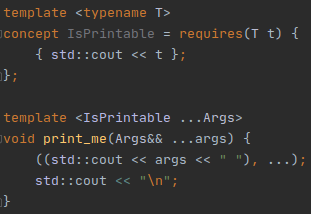 template <typename T>
concept IsPrintable = requires(T t) {
    { std::cout << t };
};

template <IsPrintable ...Args>
void print_me(Args&& ...args) {
    ((std::cout << args << " "), ...);
    std::cout << "\n";
}